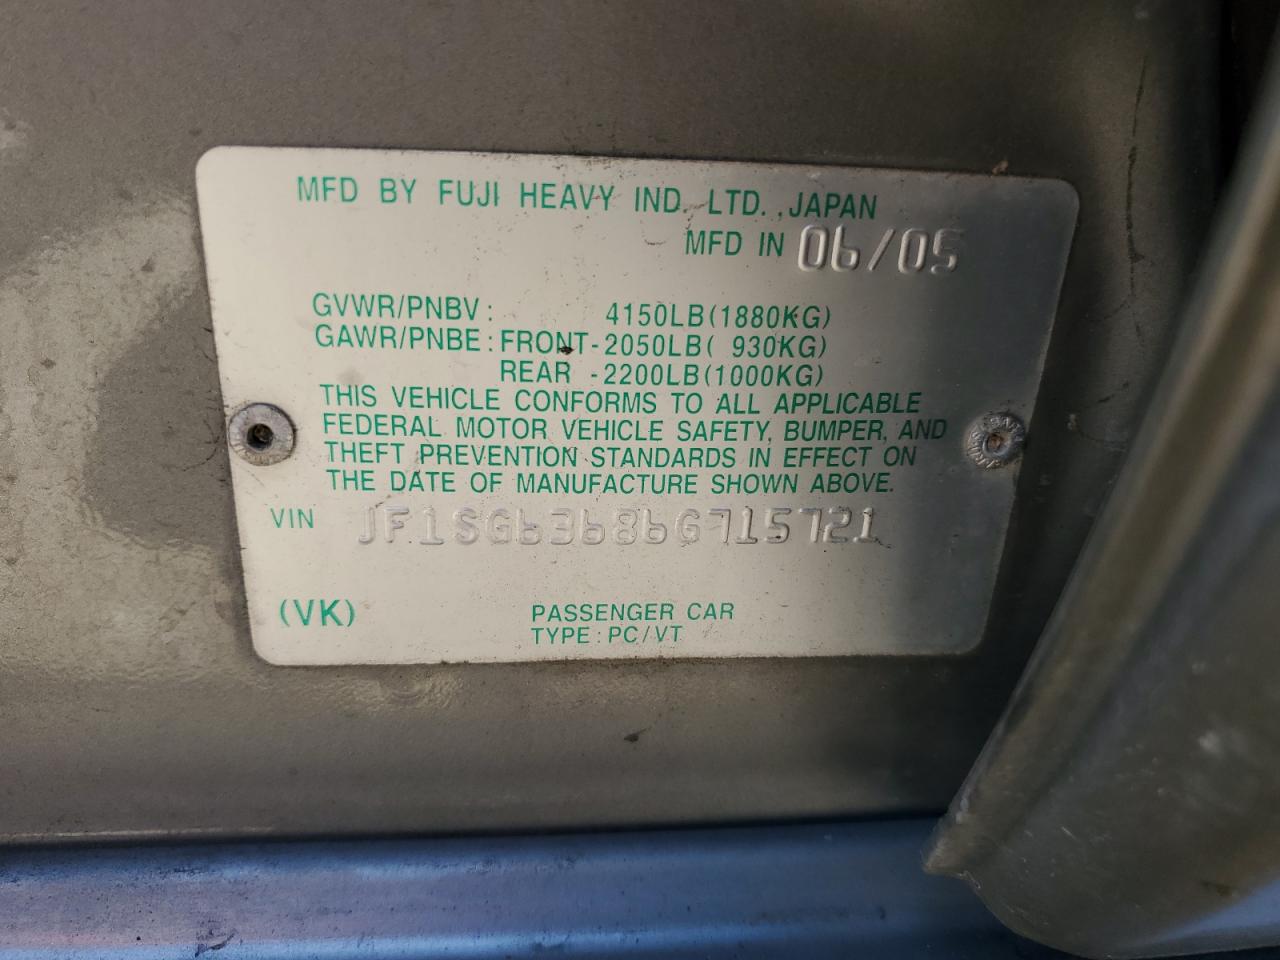 MFD BY FUJI HEAVY IND. LTD., JAPAN
MFD IN 06/05
GVWR/PNBV: 4150LB(1880KG)
GAWR/PNBE: FRONT-2050LB( 930KG)
REAR -2200LB(1000KG)
THIS VEHICLE CONFORMS TO ALL APPLICABLE
FEDERAL MOTOR VEHICLE SAFETY, BUMPER, AND
THEFT PREVENTION STANDARDS IN EFFECT ON
THE DATE OF MANUFACTURE SHOWN ABOVE.
VIN JF1SG63686G715721
(VK) PASSENGER CAR
TYPE: PC/VT